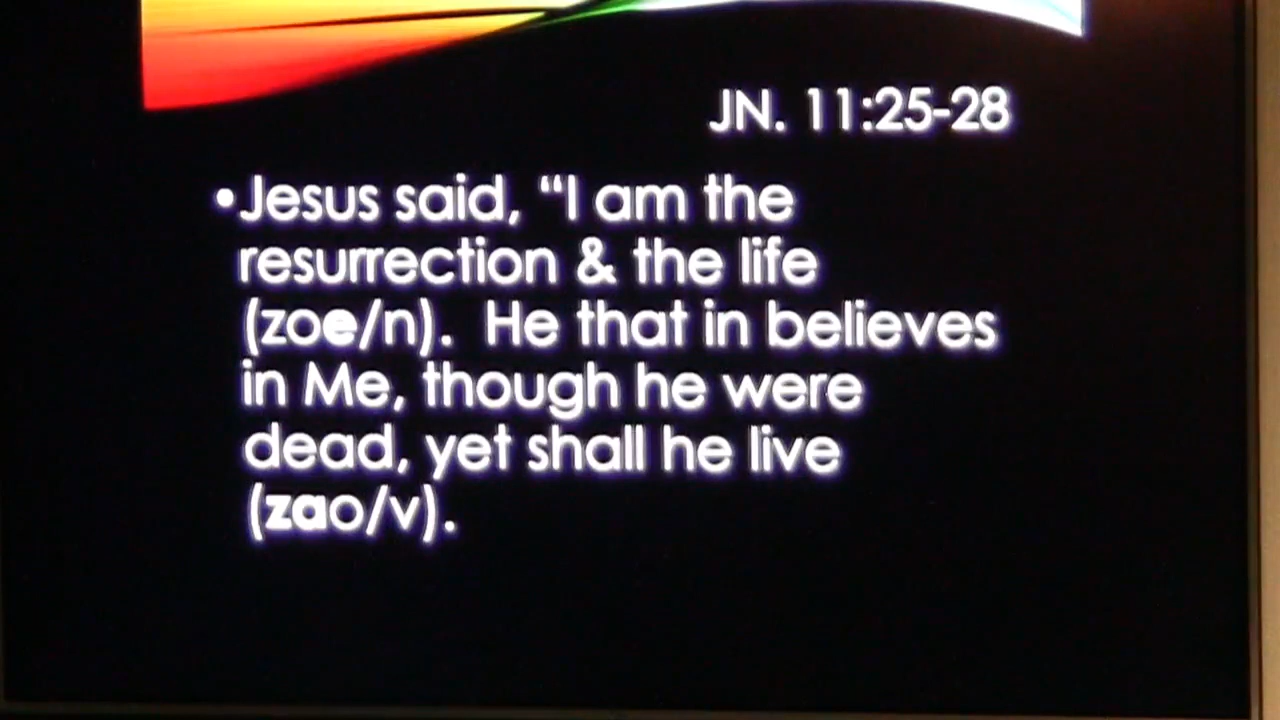 JN. 11:25-28
•Jesus said, “I am the
resurrection & the life
(zoe/n).  He that in believes
in Me, though he were
dead, yet shall he live
(zao/v).